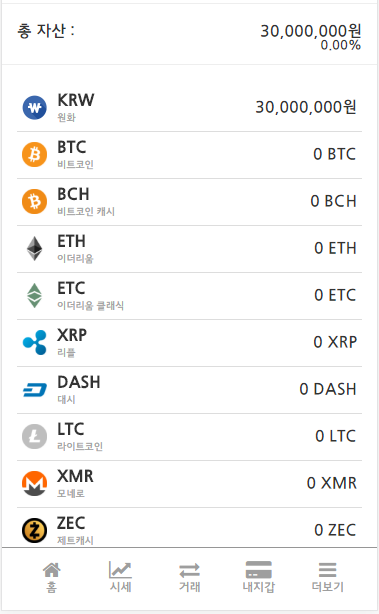 총 자산 : 30,000,000원
0.00%
KRW
원화
30,000,000원
BTC
비트코인
0 BTC
BCH
비트코인 캐시
0 BCH
ETH
이더리움
0 ETH
ETC
이더리움 클래식
0 ETC
XRP
리플
0 XRP
DASH
대시
0 DASH
LTC
라이트코인
0 LTC
XMR
모네로
0 XMR
ZEC
제트캐시
0 ZEC
홈 시세 거래 내지갑 더보기